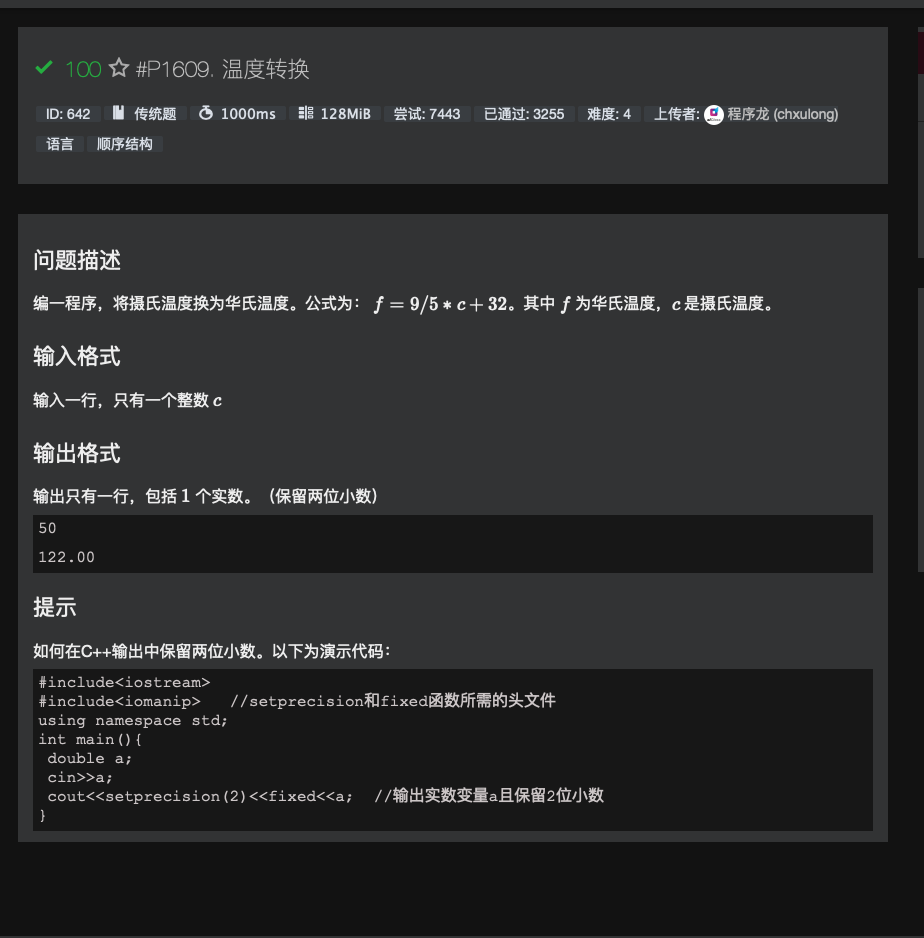 100 #P1609. 温度转换
ID: 642 传统题 1000ms 128MiB 尝试: 7443 已通过: 3255 难度: 4 上传者: 程序龙 (chxulong)
语言 顺序结构
问题描述
编一程序，将摄氏温度换为华氏温度。公式为： f = 9/5 * c + 32。其中 f 为华氏温度，c 是摄氏温度。
输入格式
输入一行，只有一个整数 c
输出格式
输出只有一行，包括 1 个实数。（保留两位小数）
50
122.00
提示
如何在C++输出中保留两位小数。以下为演示代码：
#include<iostream>
#include<iomanip>   //setprecision和fixed函数所需的头文件
using namespace std;
int main(){
 double a;
 cin>>a;
 cout<<setprecision(2)<<fixed<<a;  //输出实数变量a且保留2位小数
}